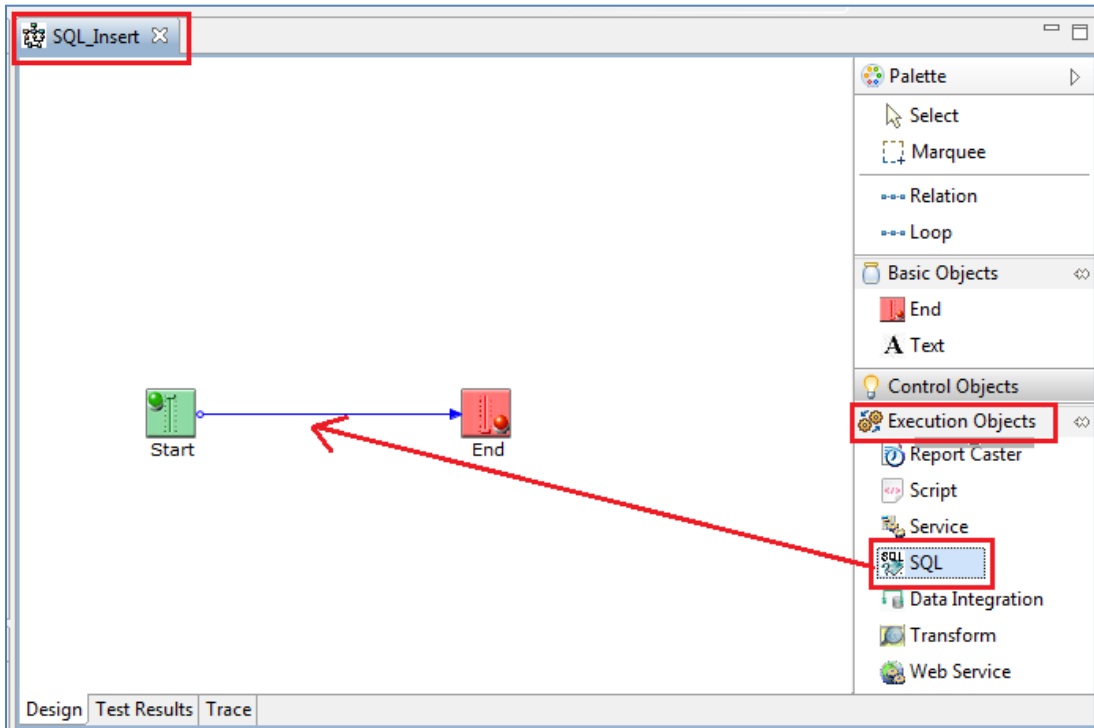 SQL_Insert
Palette
Select
Marquee
Relation
Loop
Basic Objects
End
A Text
Control Objects
Execution Objects
Report Caster
Script
Service
SQL SQL
Data Integration
Transform
Web Service
Start
End
Design Test Results Trace